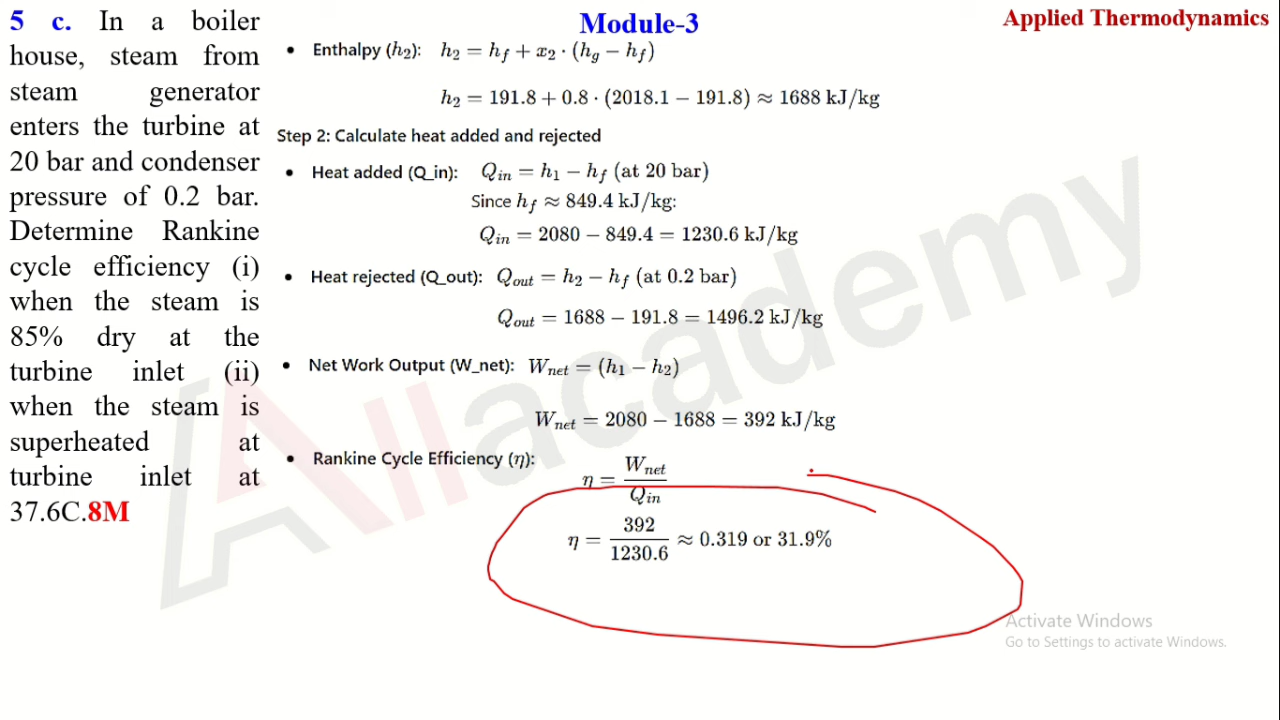 Module-3
Applied Thermodynamics
5 c. In a boiler
house, steam from
steam generator
enters the turbine at
20 bar and condenser
pressure of 0.2 bar.
Determine Rankine
cycle efficiency (i)
when the steam is
85% dry at the
turbine inlet (ii)
when the steam is
superheated at
turbine inlet at
37.6C.8M
• Enthalpy (h₂): h₂ = h_f + x₂ · (h_g − h_f)
h₂ = 191.8 + 0.8 · (2018.1 − 191.8) ≈ 1688 kJ/kg
Step 2: Calculate heat added and rejected
• Heat added (Q_in): Q_in = h₁ − h_f (at 20 bar)
Since h_f ≈ 849.4 kJ/kg:
Q_in = 2080 − 849.4 = 1230.6 kJ/kg
• Heat rejected (Q_out): Q_out = h₂ − h_f (at 0.2 bar)
Q_out = 1688 − 191.8 = 1496.2 kJ/kg
• Net Work Output (W_net): W_net = (h₁ − h₂)
W_net = 2080 − 1688 = 392 kJ/kg
• Rankine Cycle Efficiency (η):
η = W_net / Q_in
η = 392 / 1230.6 ≈ 0.319 or 31.9%
Allacademy
Activate Windows
Go to Settings to activate Windows.